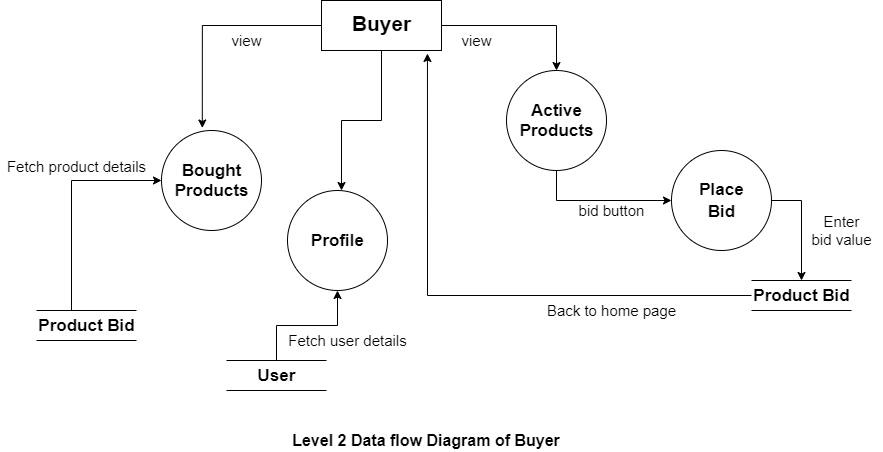 Buyer
view
view
Active
Products
Fetch product details
Bought
Products
Place
Bid
bid button
Enter
bid value
Profile
Product Bid
Back to home page
Product Bid
Fetch user details
User
Level 2 Data flow Diagram of Buyer